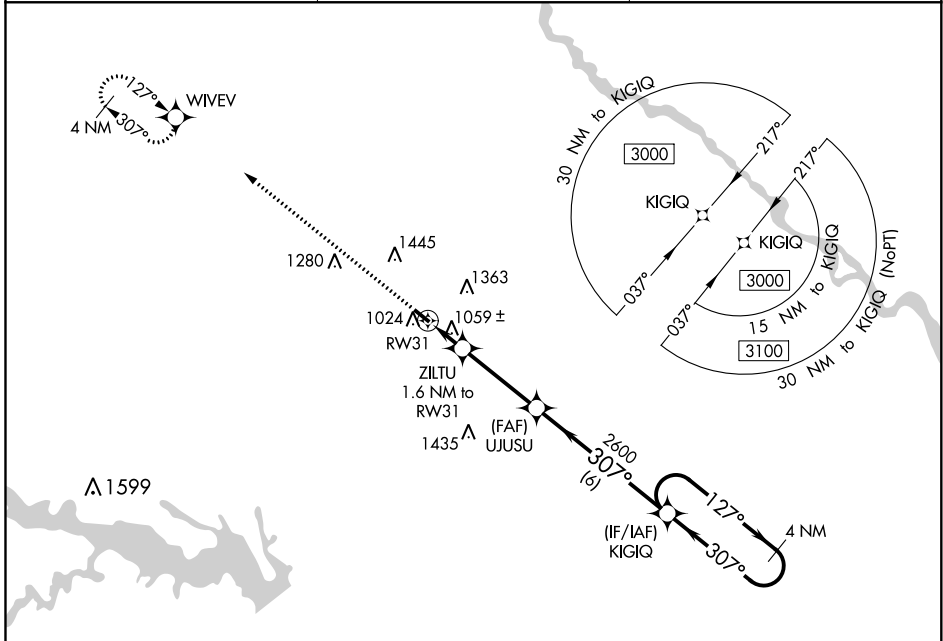 WIVEV
127°
307°
4 NM
30 NM to KIGIQ
3000
217°
KIGIQ
037°
217°
KIGIQ
3000
037°
15 NM to KIGIQ
3100
30 NM to KIGIQ (NoPT)
1445
1280
1363
1024
1059 ±
RW31
ZILTU
1.6 NM to
RW31
1435
(FAF)
UJUSU
2600
307°
(6)
1599
(IF/IAF)
KIGIQ
127°
307°
4 NM